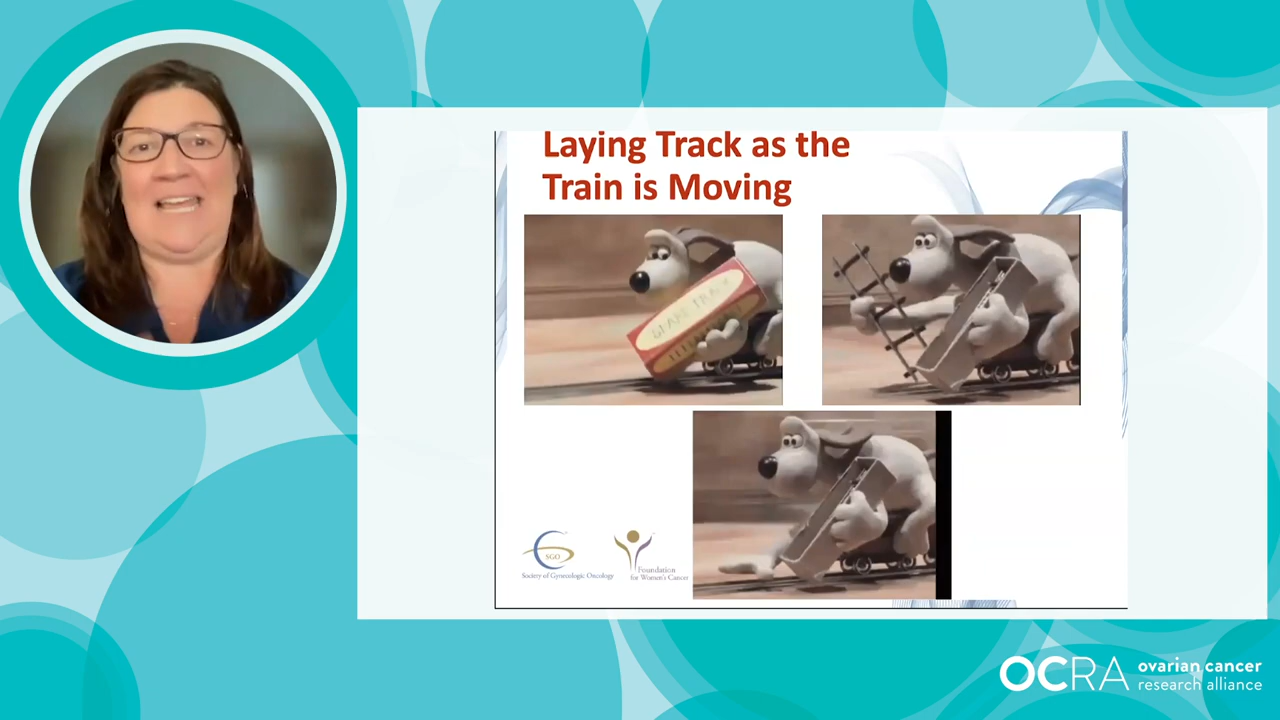 Laying Track as the
Train is Moving
SGO
Society of Gynecologic Oncology
Foundation
for Women's Cancer
OCRA
ovarian cancer
research alliance